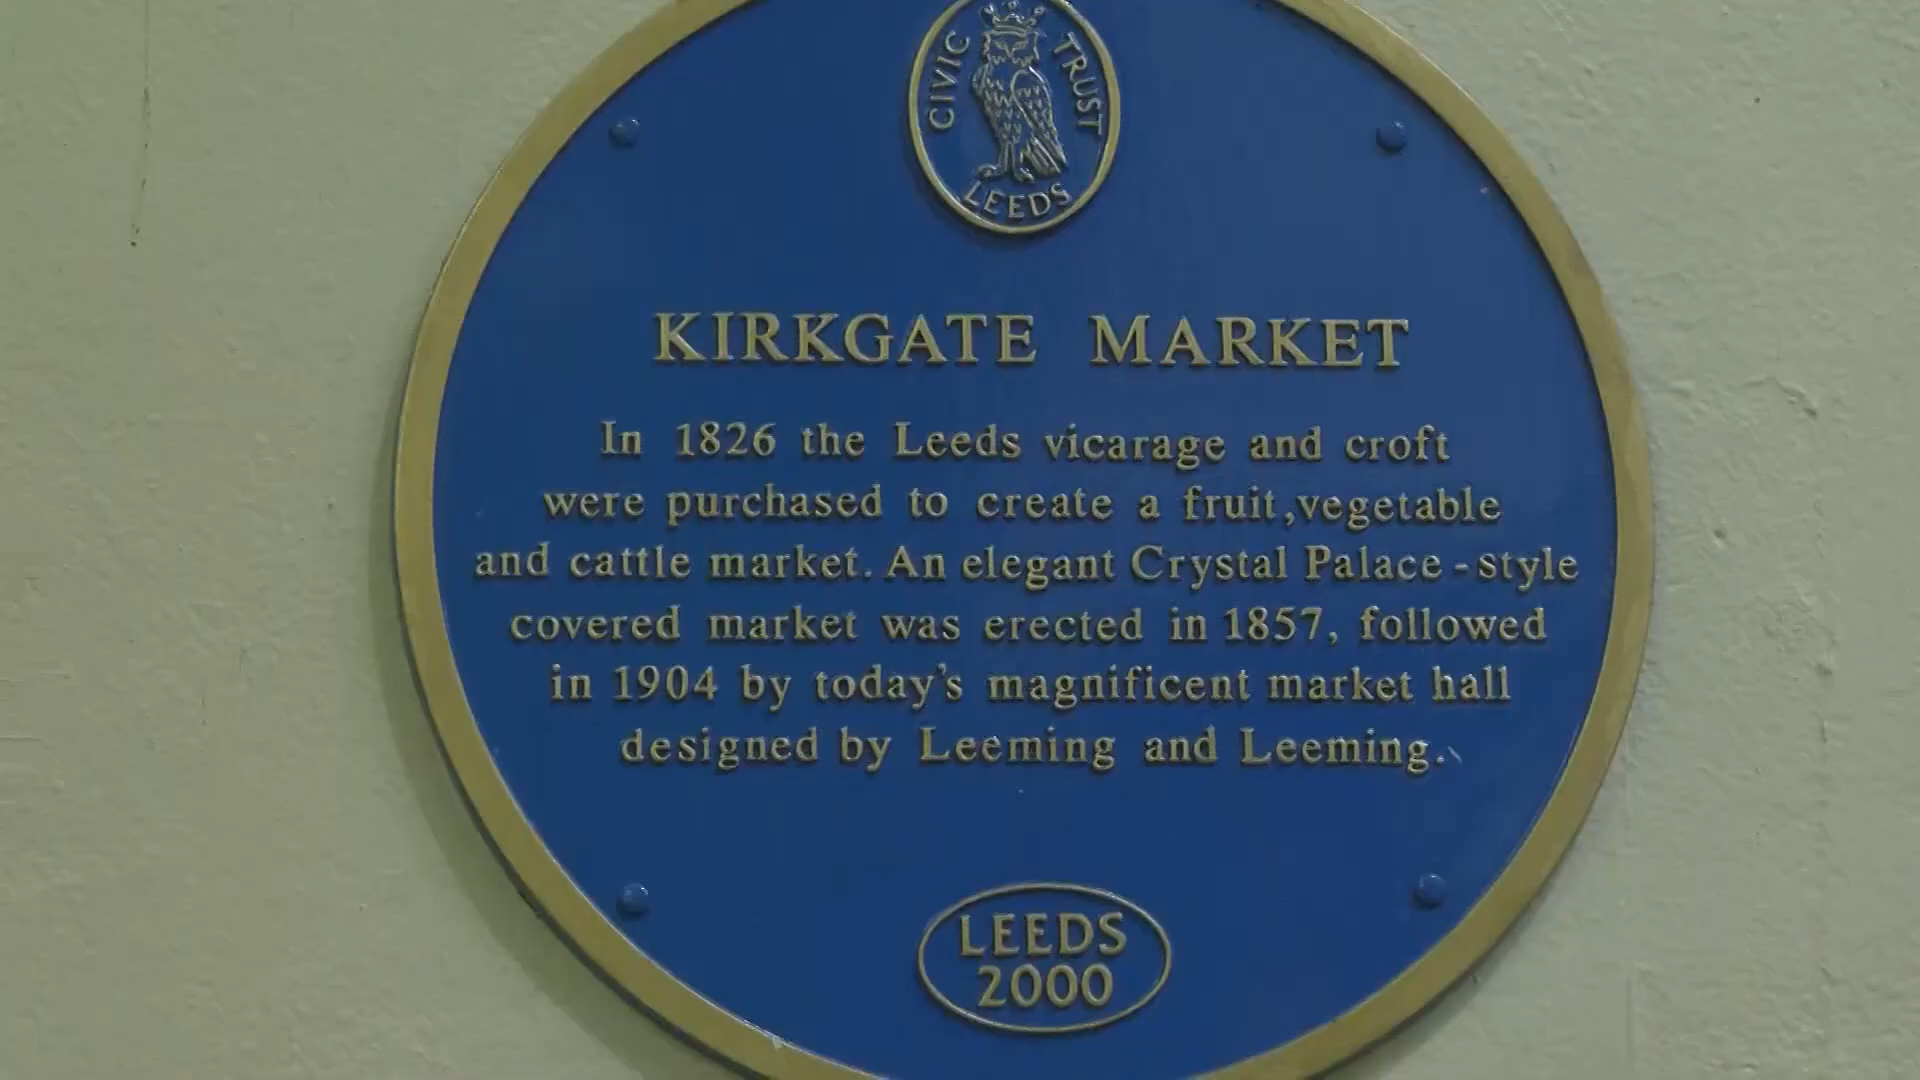 CIVIC TRUST
LEEDS
KIRKGATE MARKET
In 1826 the Leeds vicarage and croft
were purchased to create a fruit,vegetable
and cattle market. An elegant Crystal Palace-style
covered market was erected in 1857, followed
in 1904 by today's magnificent market hall
designed by Leeming and Leeming.
LEEDS
2000